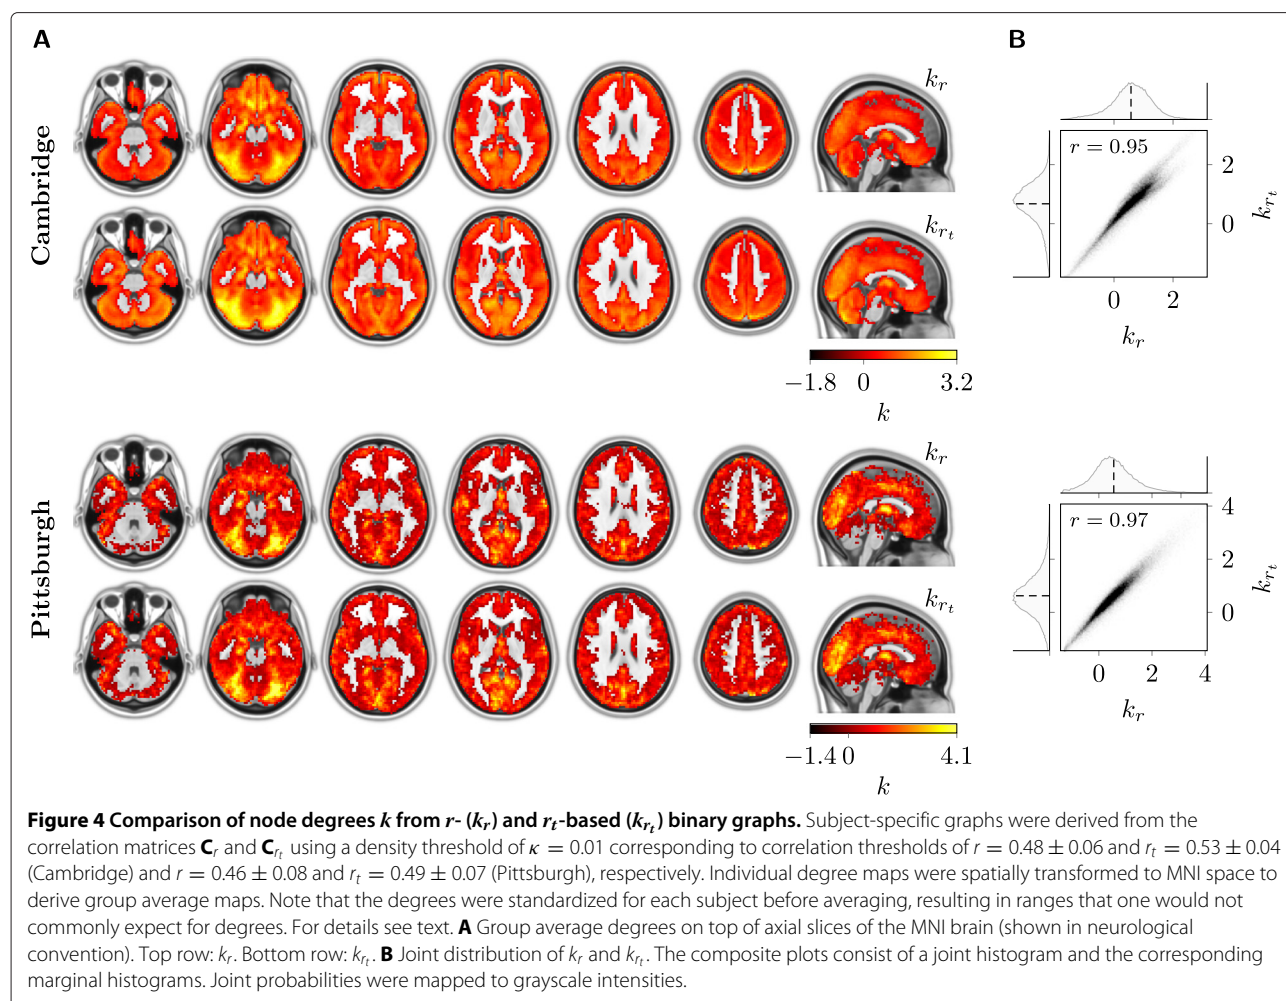 A
B
Cambridge
k_r
k_{r_t}
−1.8 0 3.2
k
r = 0.95
2
0
k_{r_t}
0 2
k_r
Pittsburgh
k_r
k_{r_t}
−1.4 0 4.1
k
r = 0.97
4
2
0
k_{r_t}
0 2 4
k_r
Figure 4 Comparison of node degrees k from r- (k_r) and r_t-based (k_{r_t}) binary graphs. Subject-specific graphs were derived from the
correlation matrices C_r and C_{r_t} using a density threshold of κ = 0.01 corresponding to correlation thresholds of r = 0.48 ± 0.06 and r_t = 0.53 ± 0.04
(Cambridge) and r = 0.46 ± 0.08 and r_t = 0.49 ± 0.07 (Pittsburgh), respectively. Individual degree maps were spatially transformed to MNI space to
derive group average maps. Note that the degrees were standardized for each subject before averaging, resulting in ranges that one would not
commonly expect for degrees. For details see text. A Group average degrees on top of axial slices of the MNI brain (shown in neurological
convention). Top row: k_r. Bottom row: k_{r_t}. B Joint distribution of k_r and k_{r_t}. The composite plots consist of a joint histogram and the corresponding
marginal histograms. Joint probabilities were mapped to grayscale intensities.